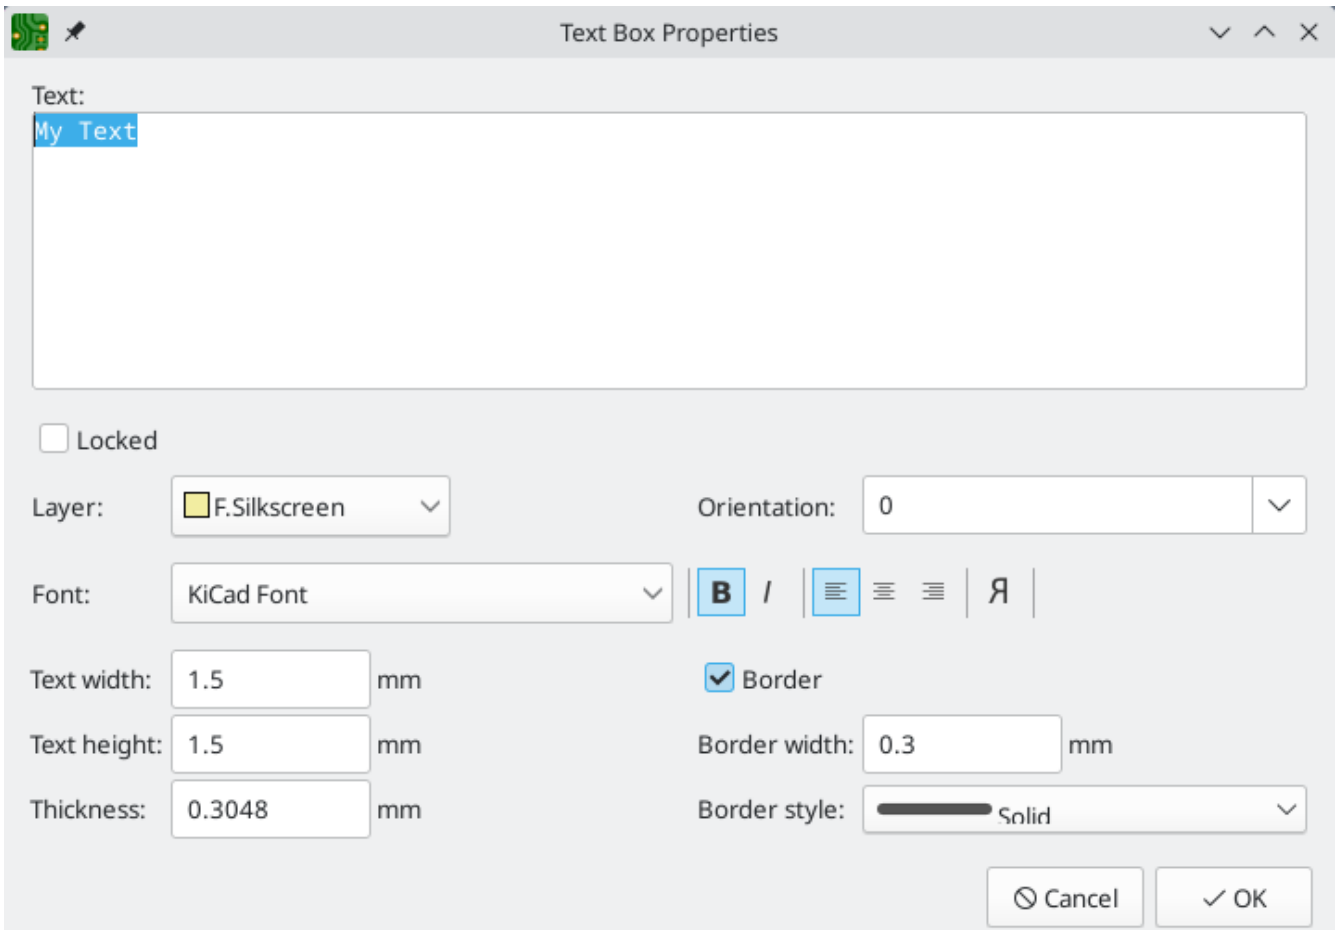 Text Box Properties
Text:
My Text
Locked
Layer: F.Silkscreen Orientation: 0
Font: KiCad Font B I Я
Text width: 1.5 mm Border
Text height: 1.5 mm Border width: 0.3 mm
Thickness: 0.3048 mm Border style: Solid
Cancel OK